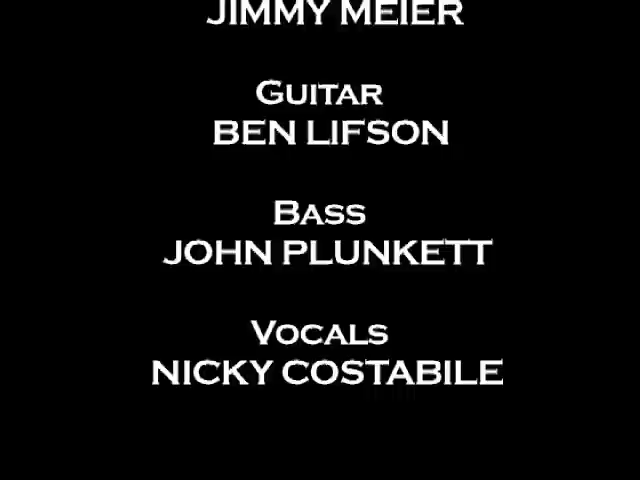 JIMMY MEIER
GUITAR
BEN LIFSON
BASS
JOHN PLUNKETT
VOCALS
NICKY COSTABILE